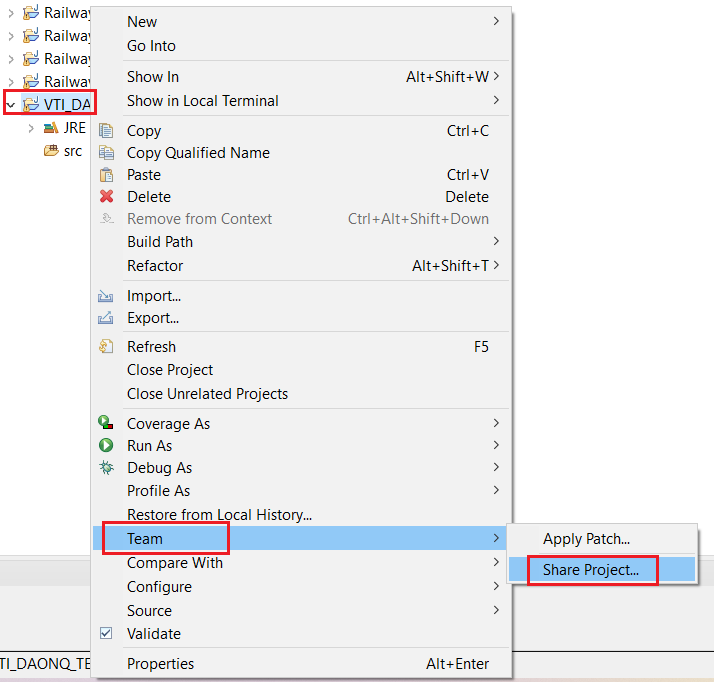 Railway
Railway
Railway
Railway
VTI_DA
JRE
src
New
Go Into
Show In Alt+Shift+W
Show in Local Terminal
Copy Ctrl+C
Copy Qualified Name
Paste Ctrl+V
Delete Delete
Remove from Context Ctrl+Alt+Shift+Down
Build Path
Refactor Alt+Shift+T
Import...
Export...
Refresh F5
Close Project
Close Unrelated Projects
Coverage As
Run As
Debug As
Profile As
Restore from Local History...
Team
Apply Patch...
Compare With
Share Project...
Configure
Source
Validate
TI_DAONQ_TE
Properties Alt+Enter